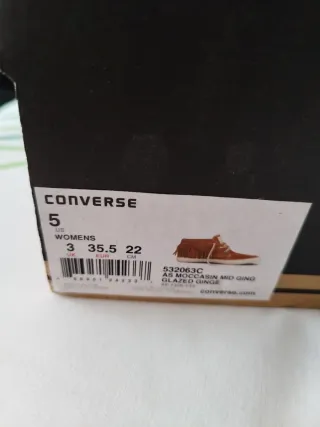 CONVERSE
5
US
WOMENS
3 35.5 22
UK EUR CM
532063C
AS MOCCASIN MID GING
GLAZED GINGE
converse.com